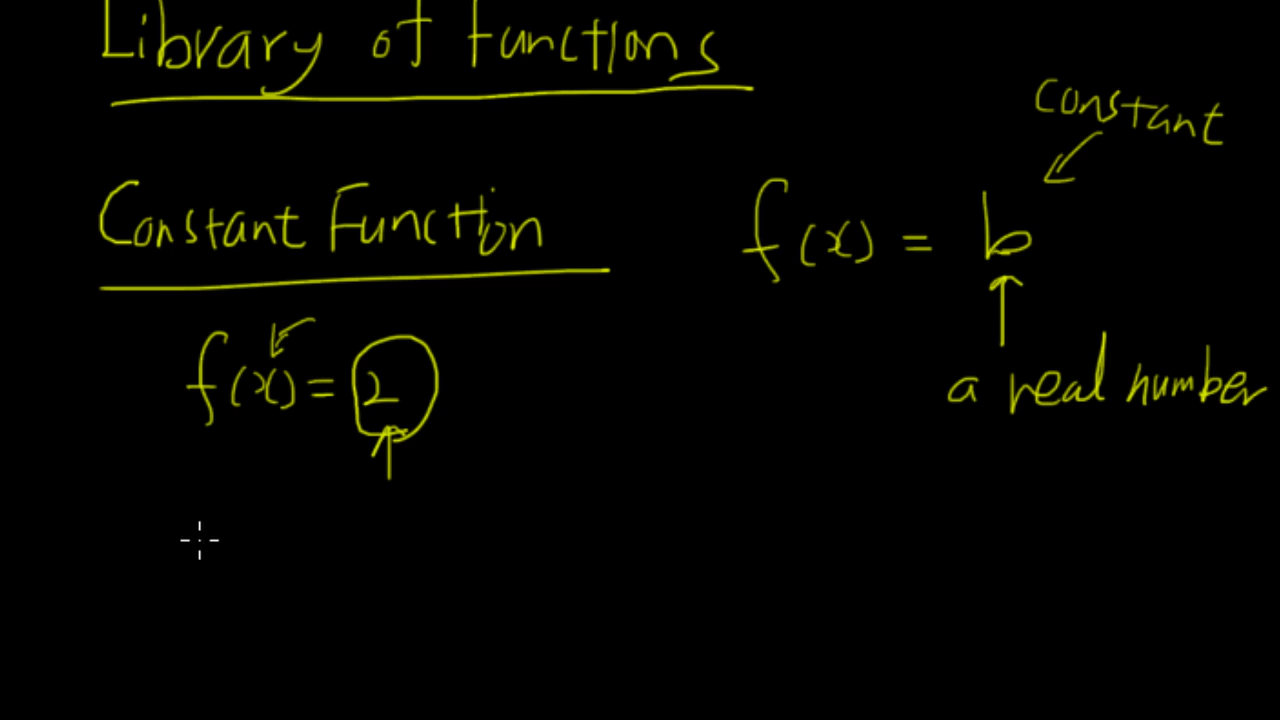 Library of functions
constant
Constant Function
f(x) = b
f(x) = 2
a real number